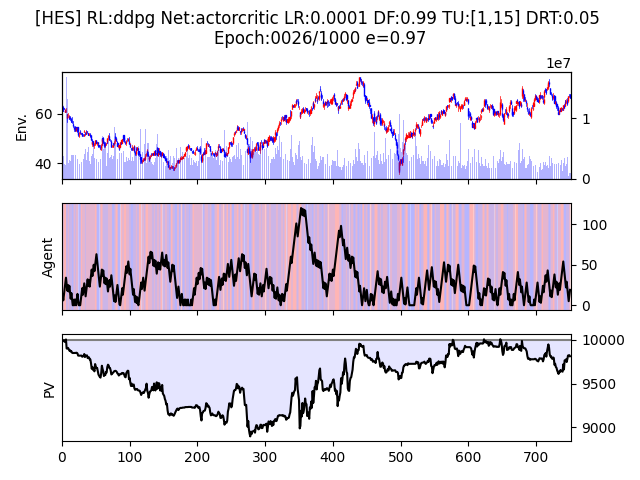 [HES] RL:ddpg Net:actorcritic LR:0.0001 DF:0.99 TU:[1,15] DRT:0.05
Epoch:0026/1000 e=0.97
1e7
60
40
Env.
1
0
Agent
100
50
0
PV
10000
9500
9000
0 100 200 300 400 500 600 700